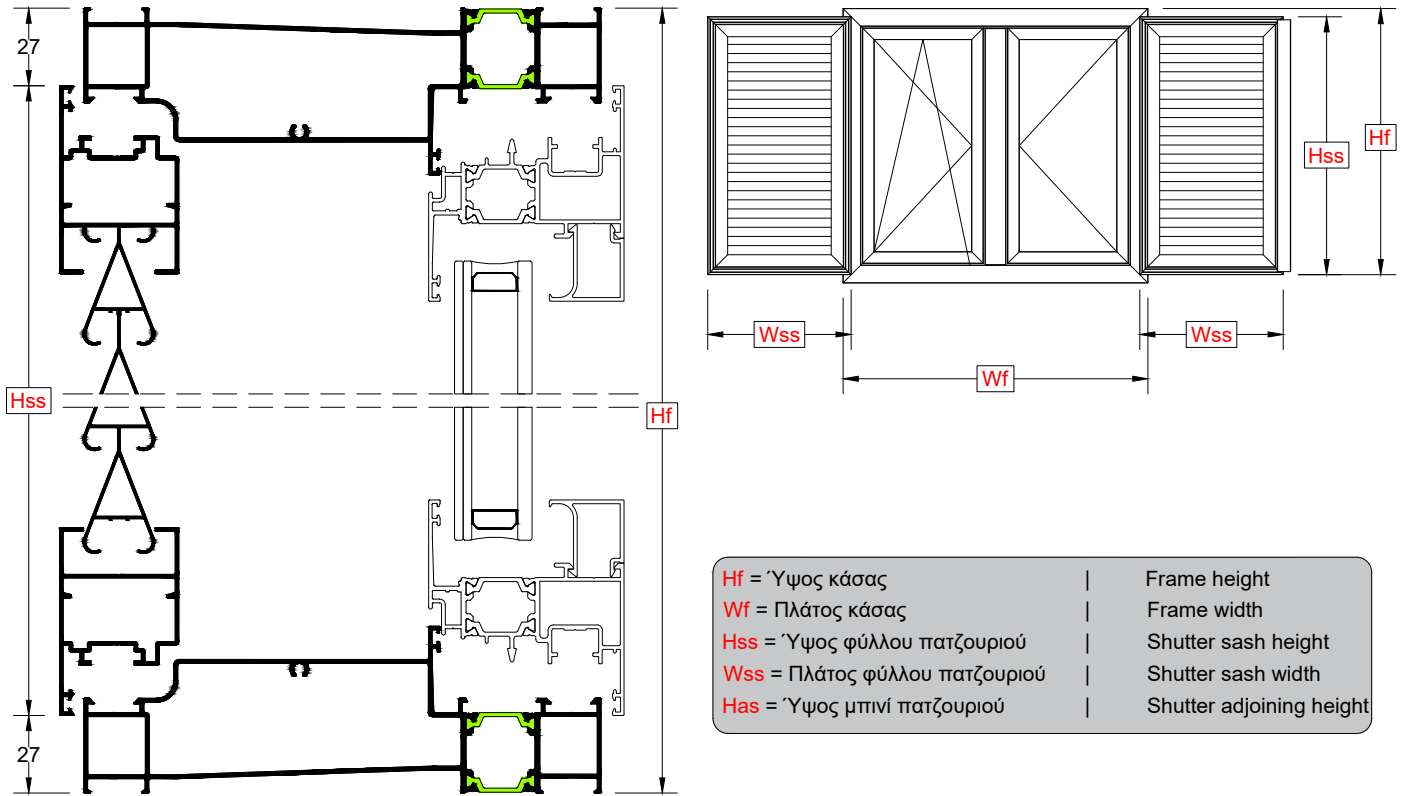 27
Hss
Hf
27
Hss
Hf
Wss
Wss
Wf
Hf = Ύψος κάσας | Frame height
Wf = Πλάτος κάσας | Frame width
Hss = Ύψος φύλλου πατζουριού | Shutter sash height
Wss = Πλάτος φύλλου πατζουριού | Shutter sash width
Has = Ύψος μπινί πατζουριού | Shutter adjoining height